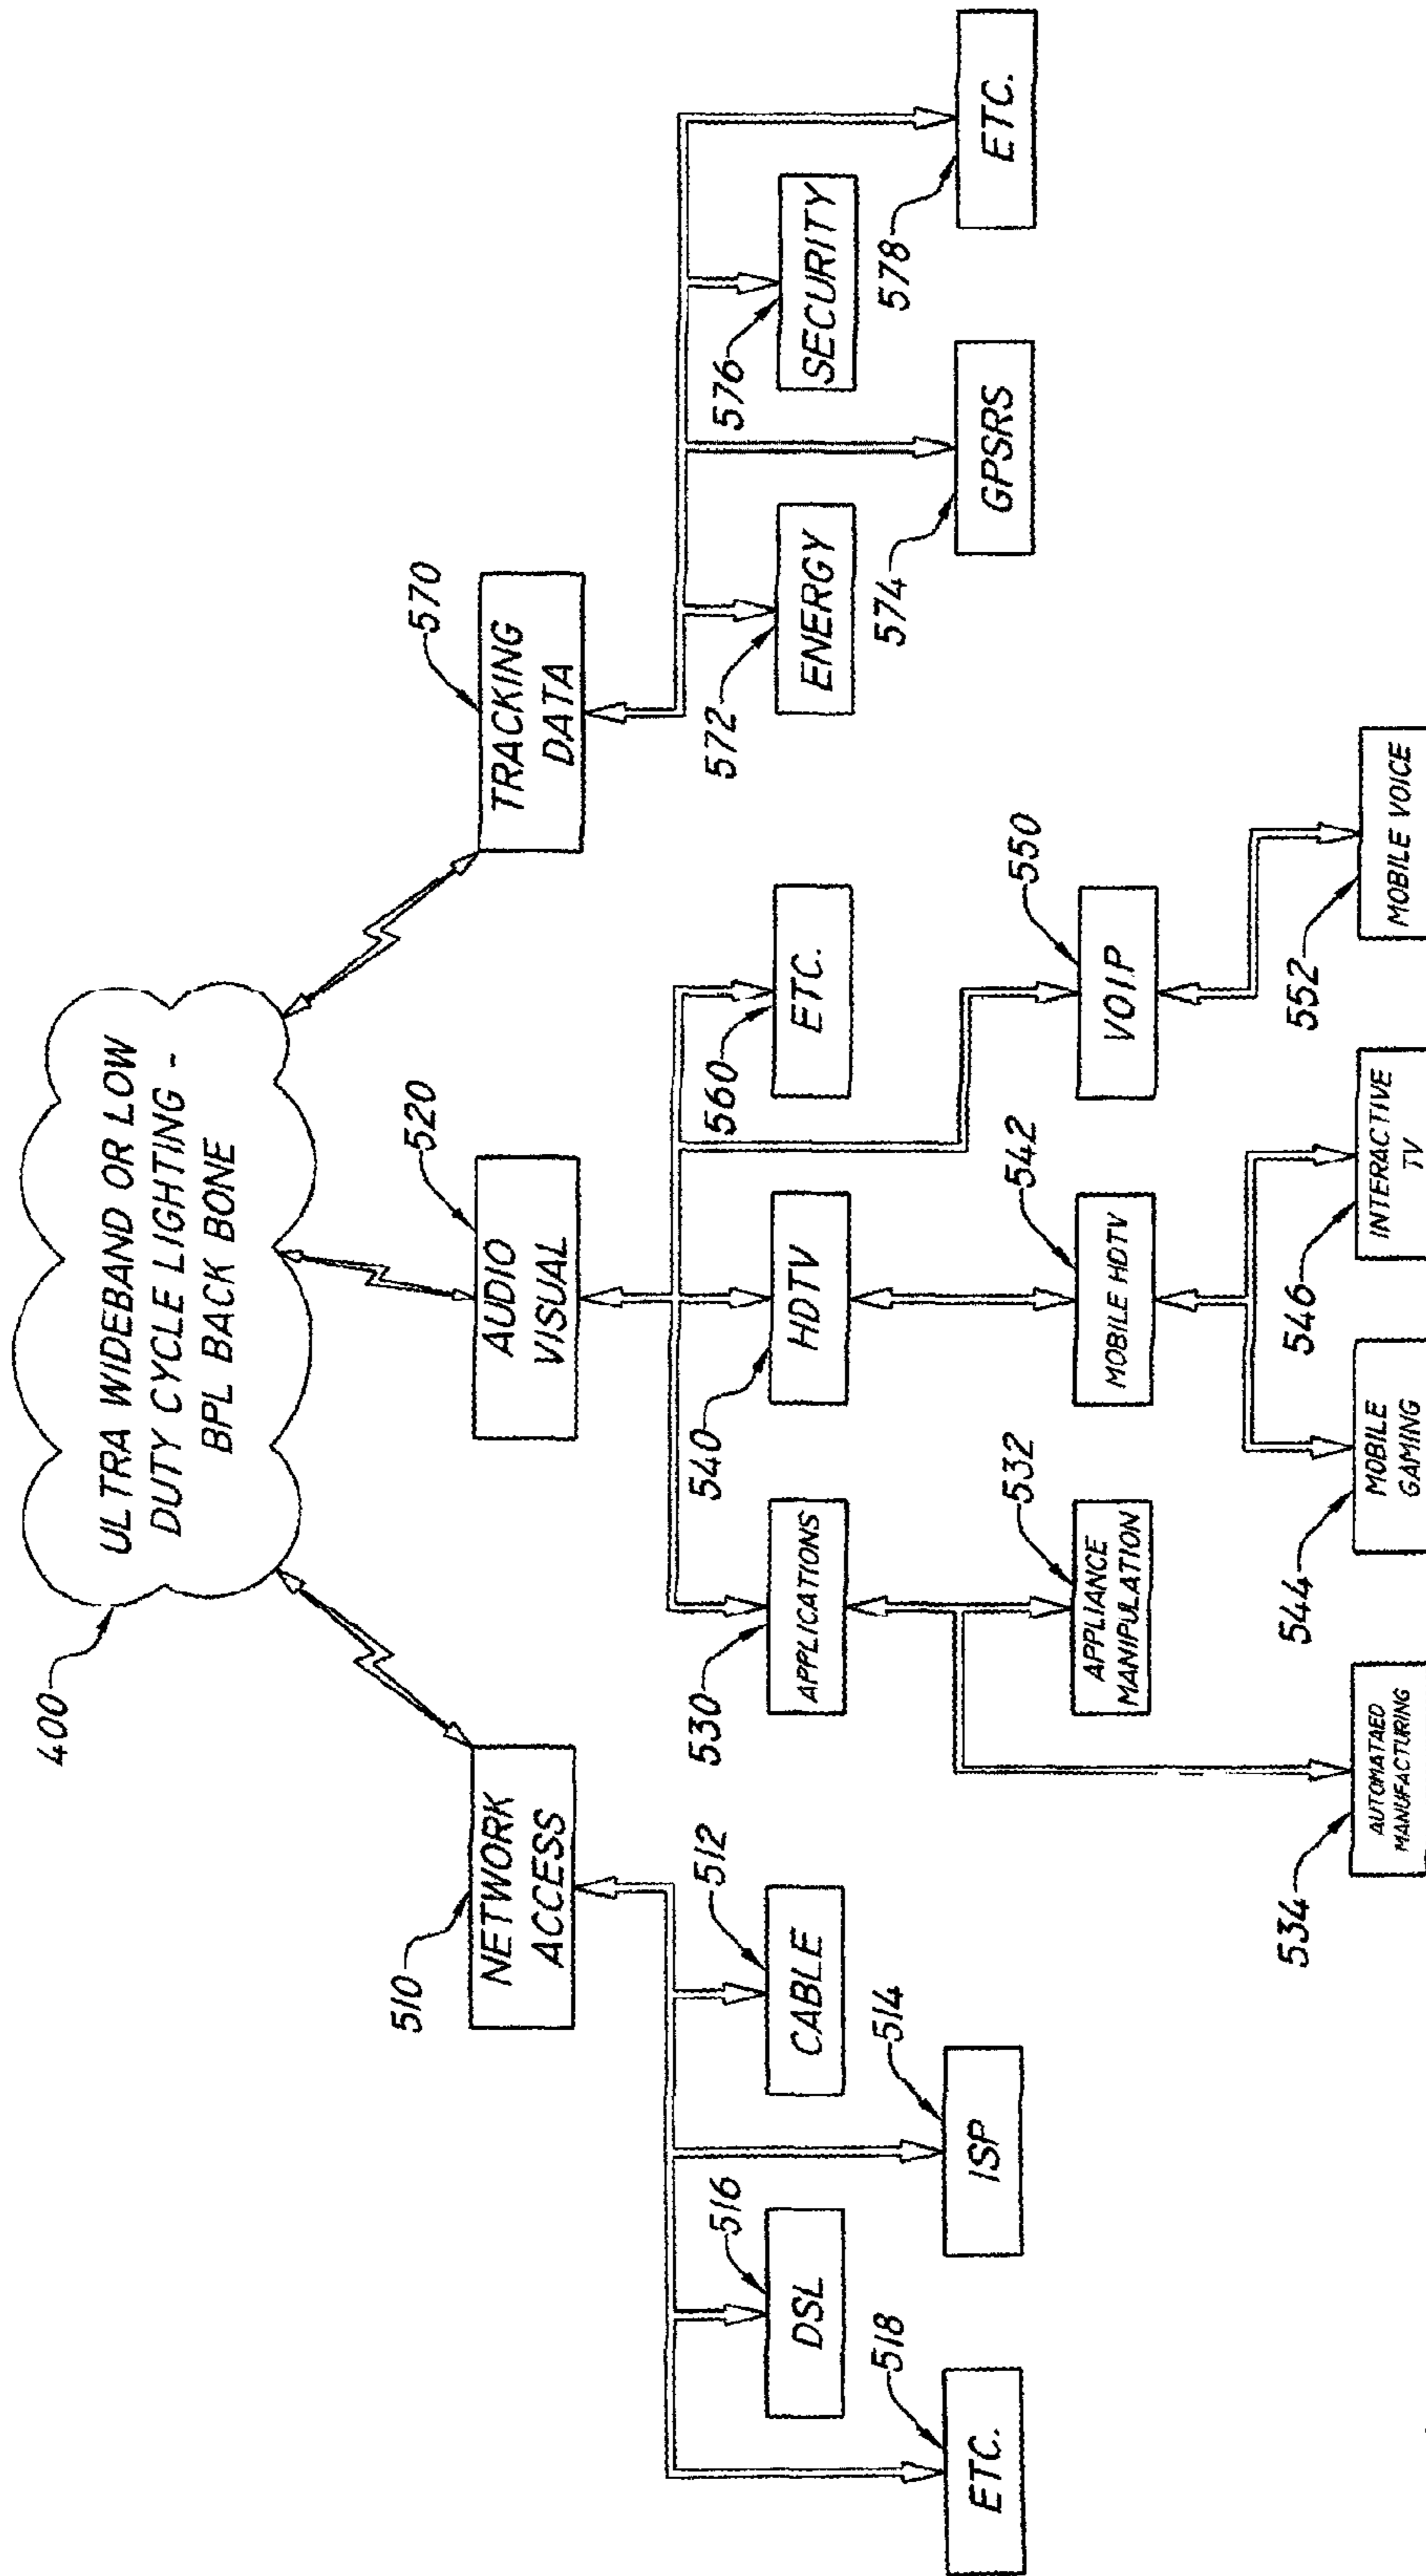 ULTRA WIDEBAND OR LOW
DUTY CYCLE LIGHTING -
BPL BACK BONE
400
510
NETWORK
ACCESS
520
AUDIO
VISUAL
570
TRACKING
DATA
518
ETC.
516
DSL
514
ISP
512
CABLE
530
APPLICATIONS
540
HDTV
560
ETC.
572
ENERGY
574
GPSRS
576
SECURITY
578
ETC.
532
APPLIANCE
MANIPULATION
542
MOBILE HDTV
550
VOIP
534
AUTOMATAED
MANUFACTURING
544
MOBILE
GAMING
546
INTERACTIVE
TV
552
MOBILE VOICE